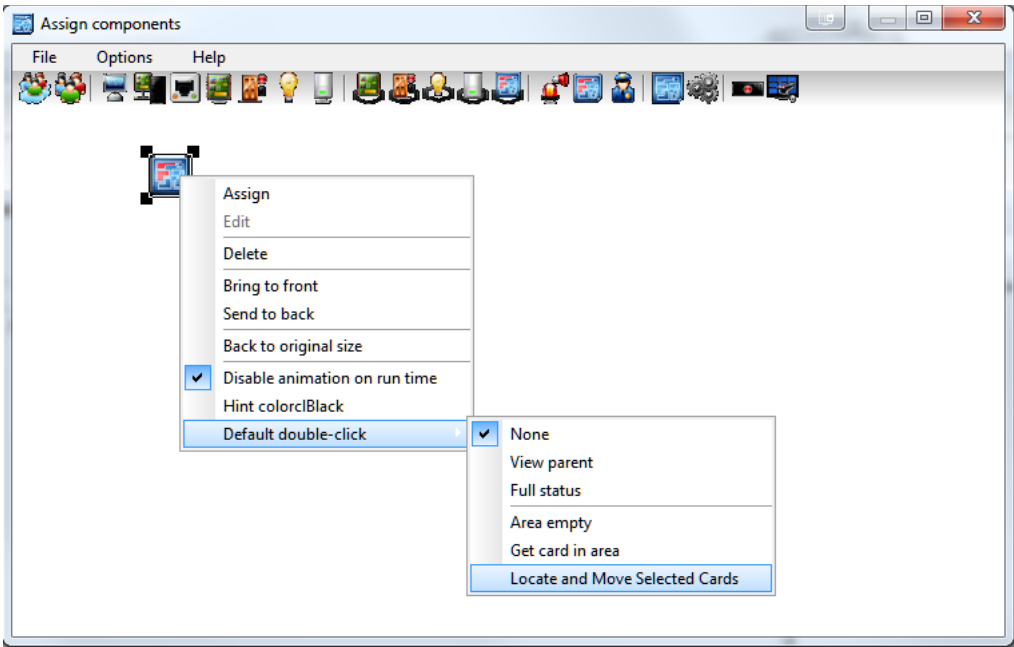 Assign components
File Options Help
Assign
Edit
Delete
Bring to front
Send to back
Back to original size
Disable animation on run time
Hint colorclBlack
Default double-click
None
View parent
Full status
Area empty
Get card in area
Locate and Move Selected Cards